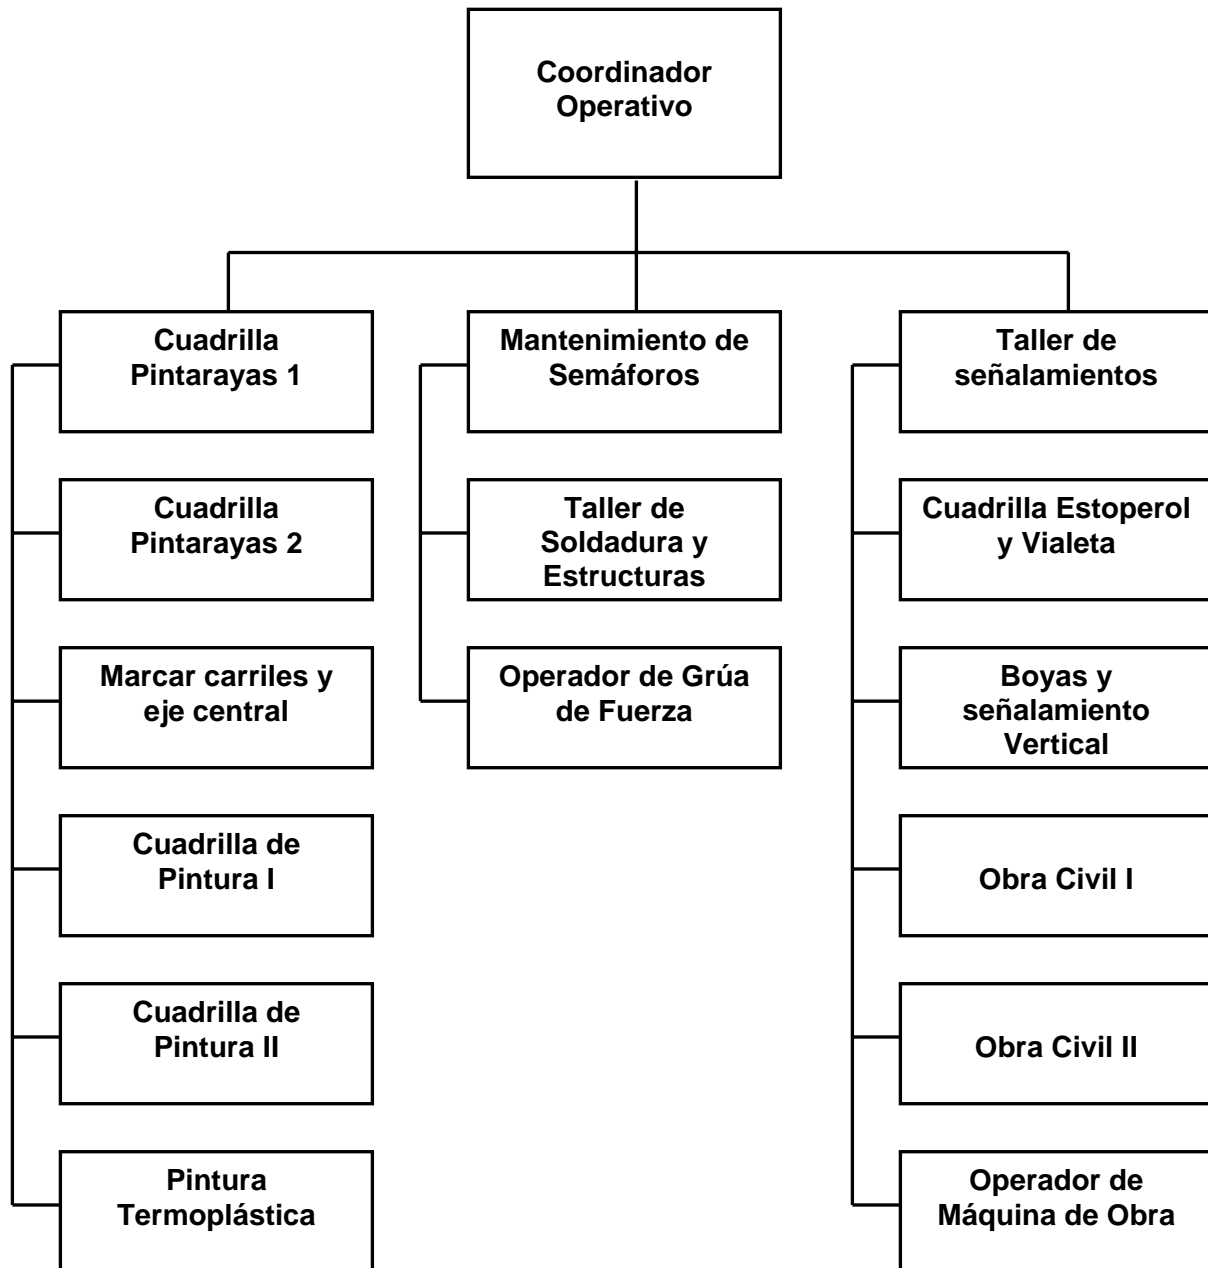 Coordinador
Operativo
Cuadrilla
Pintarayas 1
Mantenimiento de
Semáforos
Taller de
señalamientos
Cuadrilla
Pintarayas 2
Taller de
Soldadura y
Estructuras
Cuadrilla Estoperol
y Vialeta
Marcar carriles y
eje central
Operador de Grúa
de Fuerza
Boyas y
señalamiento
Vertical
Cuadrilla de
Pintura I
Obra Civil I
Cuadrilla de
Pintura II
Obra Civil II
Pintura
Termoplástica
Operador de
Máquina de Obra